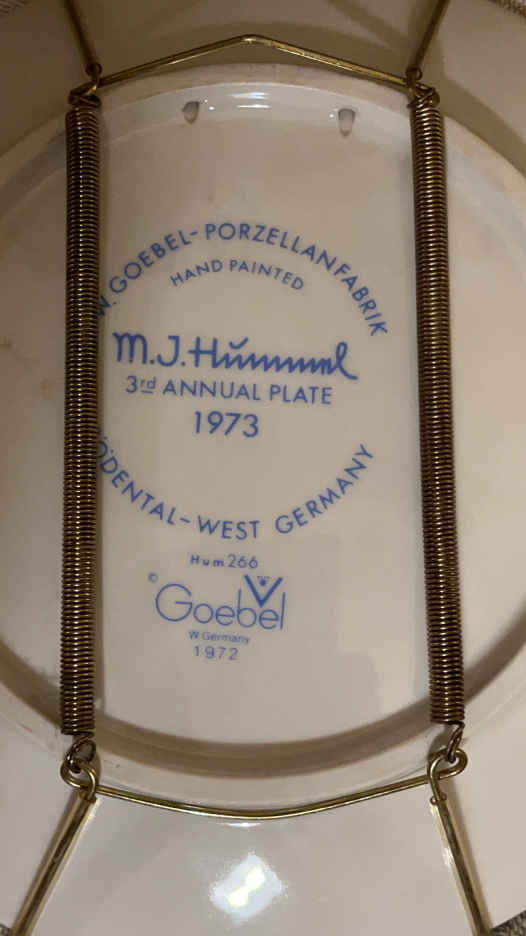 W. GOEBEL-PORZELLANFABRIK
HAND PAINTED
M.J. Hummel
3rd ANNUAL PLATE
1973
ÖDENTAL-WEST GERMANY
Hum 266
© Goebel
W. Germany
1972